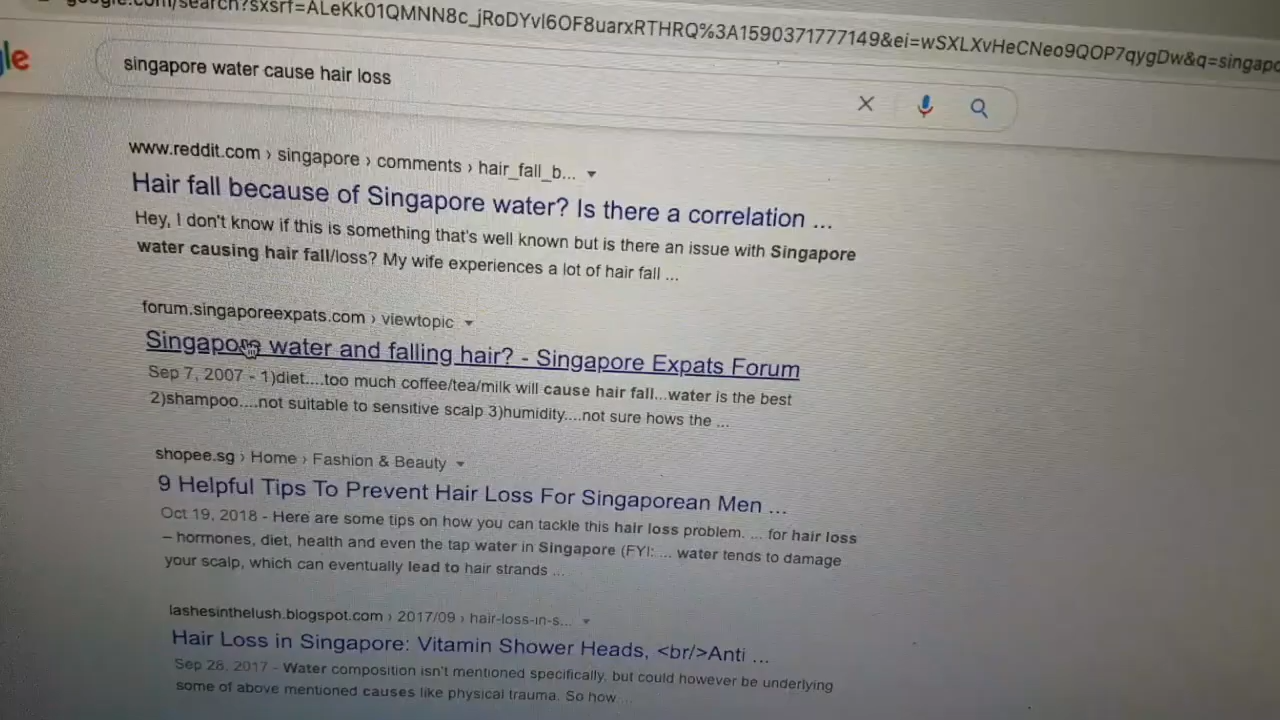 google.com/search?sxsrf=ALeKk01QMNN8c_jRoDYvl6OF8uarxRTHRQ%3A1590371777149&ei=wSXLXvHeCNeo9QOP7qygDw&q=singapo
le
singapore water cause hair loss
www.reddit.com › singapore › comments › hair_fall_b...
Hair fall because of Singapore water? Is there a correlation ...
Hey, I don't know if this is something that's well known but is there an issue with Singapore
water causing hair fall/loss? My wife experiences a lot of hair fall ...
forum.singaporeexpats.com › viewtopic
Singapore water and falling hair? - Singapore Expats Forum
Sep 7, 2007 - 1)diet....too much coffee/tea/milk will cause hair fall...water is the best
2)shampoo....not suitable to sensitive scalp 3)humidity....not sure hows the ...
shopee.sg › Home › Fashion & Beauty
9 Helpful Tips To Prevent Hair Loss For Singaporean Men ...
Oct 19, 2018 - Here are some tips on how you can tackle this hair loss problem. ... for hair loss
– hormones, diet, health and even the tap water in Singapore (FYI: ... water tends to damage
your scalp, which can eventually lead to hair strands ...
lashesinthelush.blogspot.com › 2017/09 › hair-loss-in-s...
Hair Loss in Singapore: Vitamin Shower Heads, <br/>Anti ...
Sep 28, 2017 - Water composition isn't mentioned specifically, but could however be underlying
some of above mentioned causes like physical trauma. So how ...